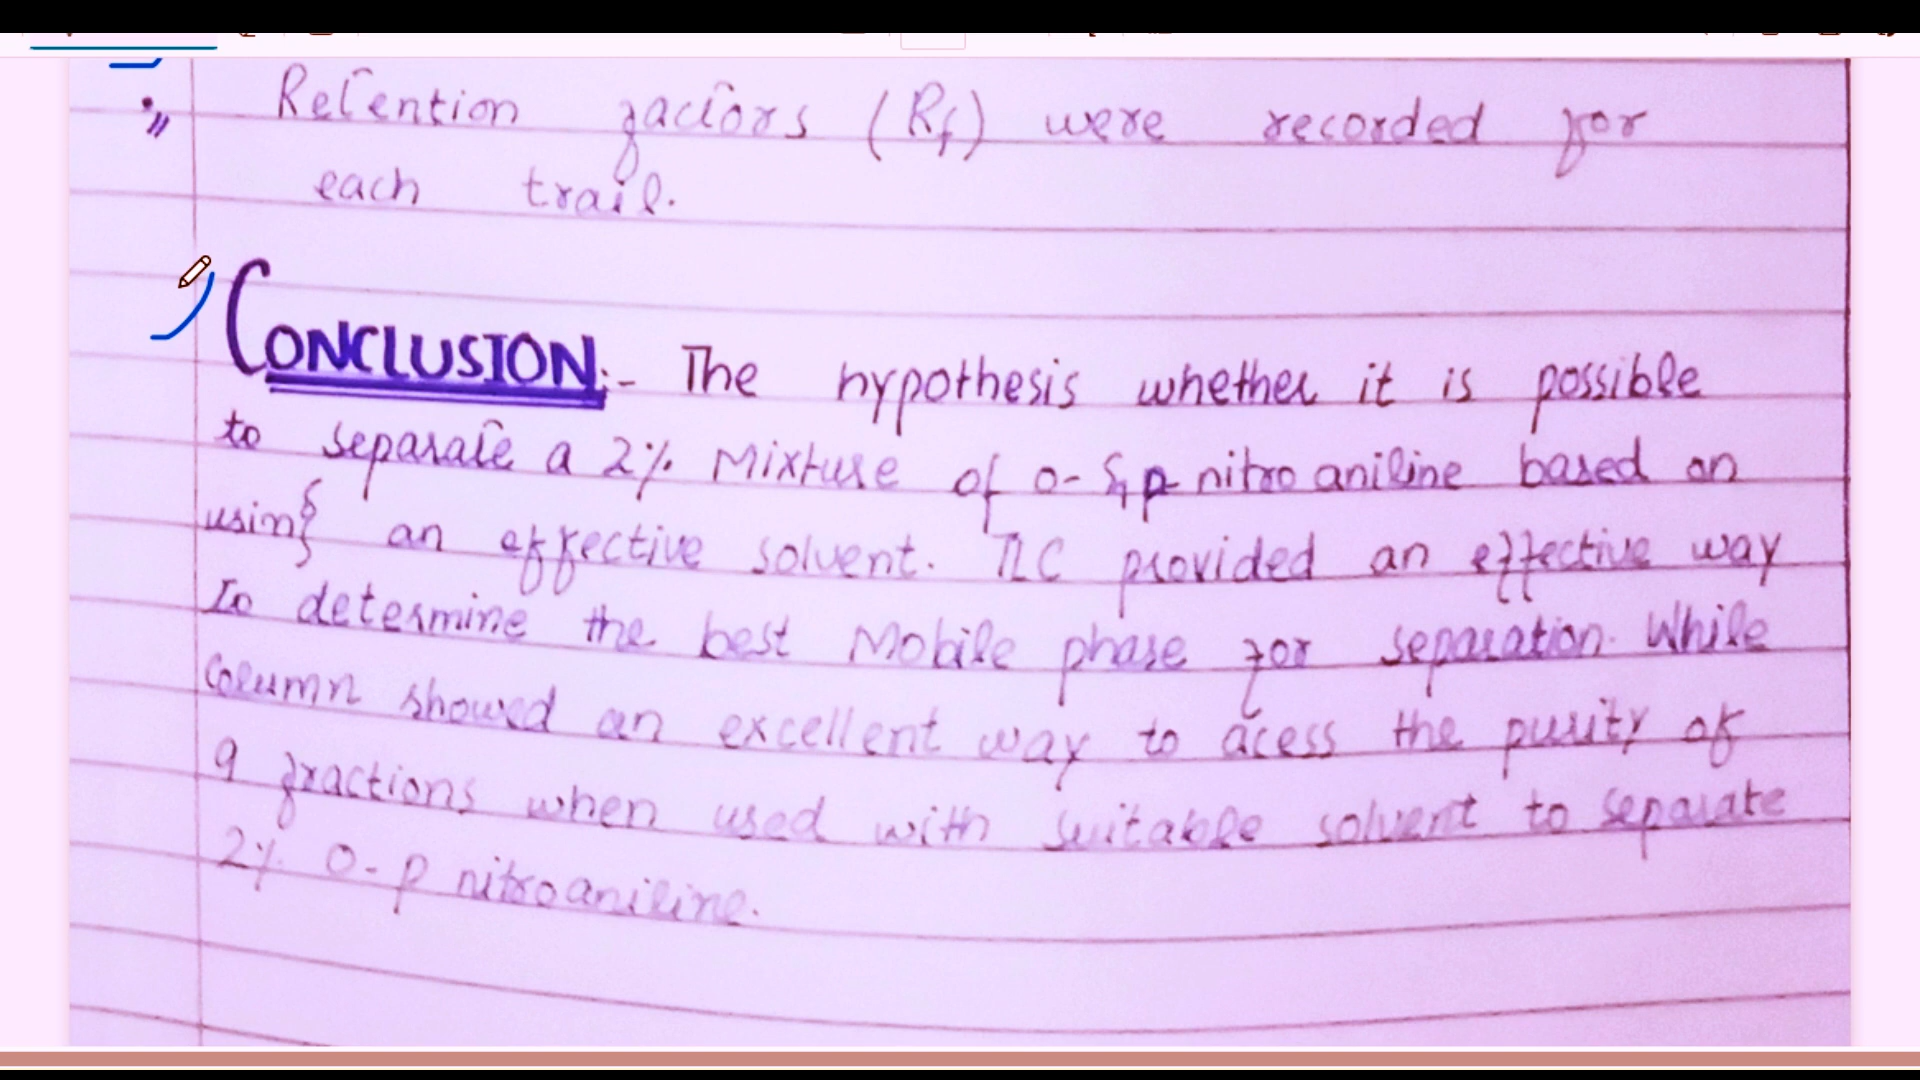 Retention factors (Rf) were recorded for
each trail.
CONCLUSION:- The hypothesis whether it is possible
to separate a 2% Mixture of o- & p- nitro aniline based on
using an effective solvent. TLC provided an effective way
To determine the best Mobile phase for separation. While
Column showed an excellent way to acess the purity of
9 fractions when used with suitable solvent to separate
2% O-p nitroaniline.